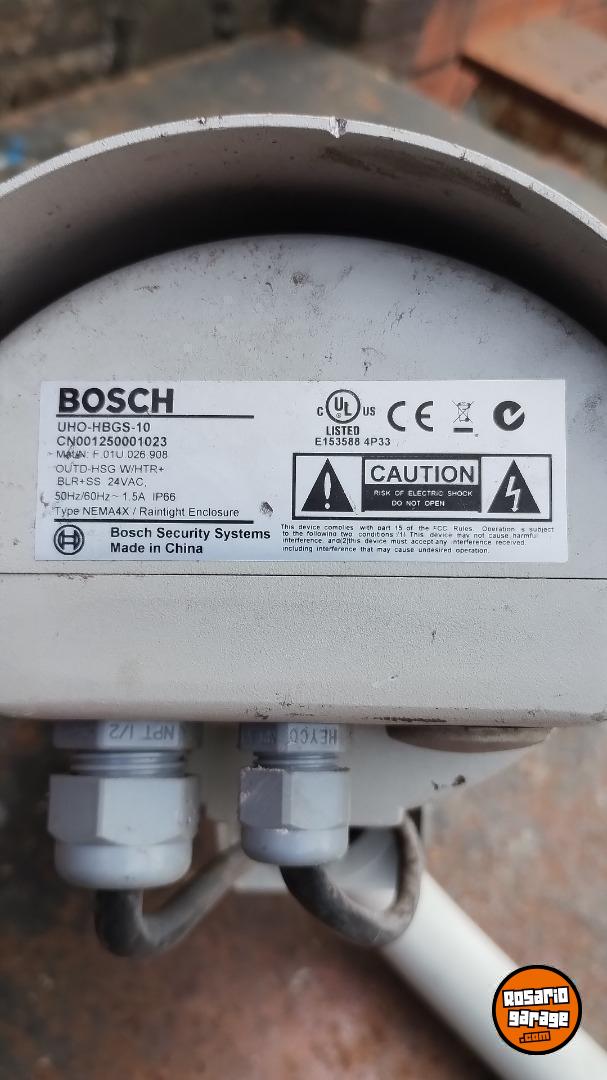 BOSCH
UHO-HBGS-10
CN001250001023
F.01U 026 908
OUTD-HSG W/HTR+
BLR+SS 24VAC,
50Hz/60Hz~1.5A IP66
Type NEMA4X / Raintight Enclosure
Bosch Security Systems
Made in China
C UL US
LISTED
E153588 4P33
CE
CAUTION
RISK OF ELECTRIC SHOCK
DO NOT OPEN
This device complies with part 15 of the FCC Rules. Operation is subject
to the following two conditions :(1) This device may not cause harmful
interference and(2)this device must accept any interference received,
including interference that may cause undesired operation.
NPT 1/2
HEYCO
Rosario
garage
.com